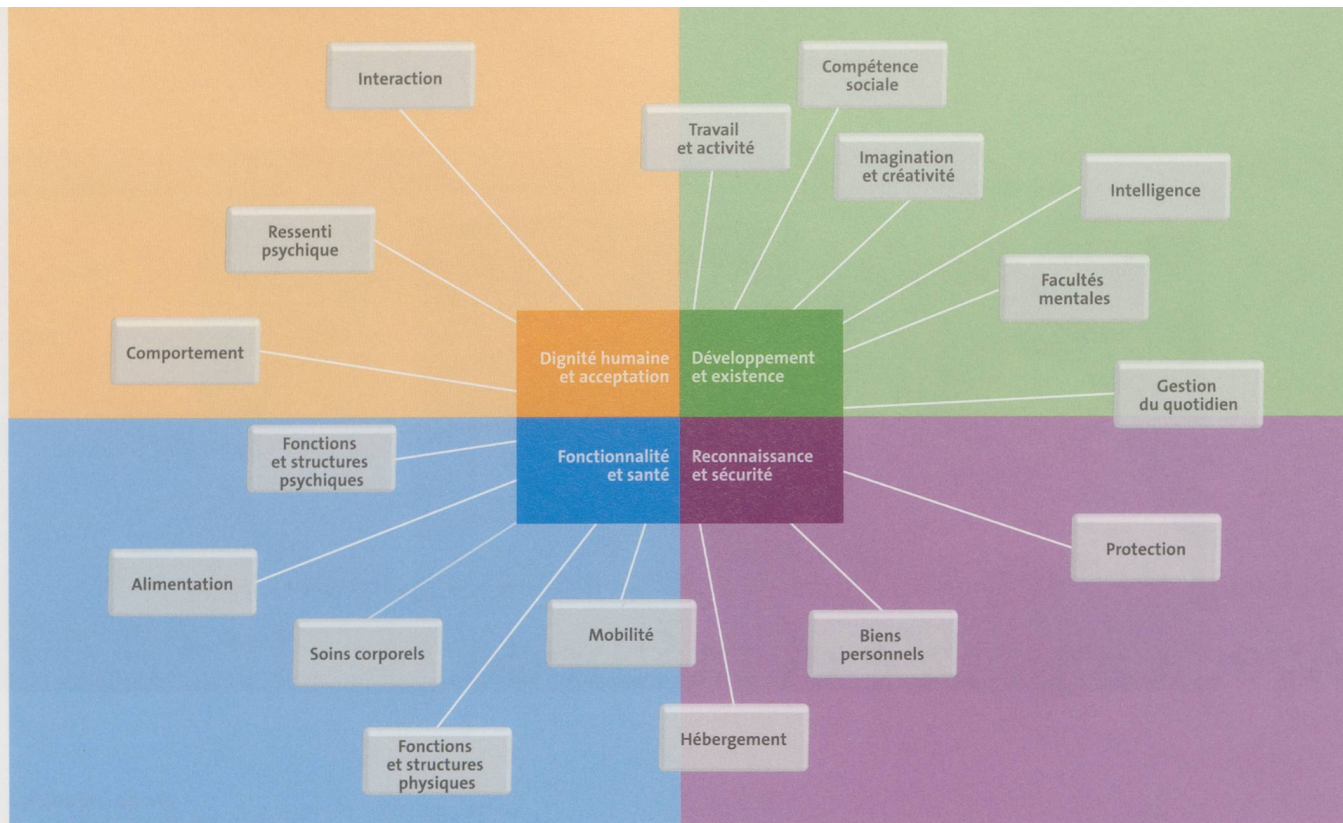 Interaction
Compétence
sociale
Travail
et activité
Imagination
et créativité
Intelligence
Ressenti
psychique
Facultés
mentales
Comportement
Dignité humaine
et acceptation
Développement
et existence
Gestion
du quotidien
Fonctions
et structures
psychiques
Fonctionnalité
et santé
Reconnaissance
et sécurité
Alimentation
Protection
Soins corporels
Mobilité
Biens
personnels
Hébergement
Fonctions
et structures
physiques